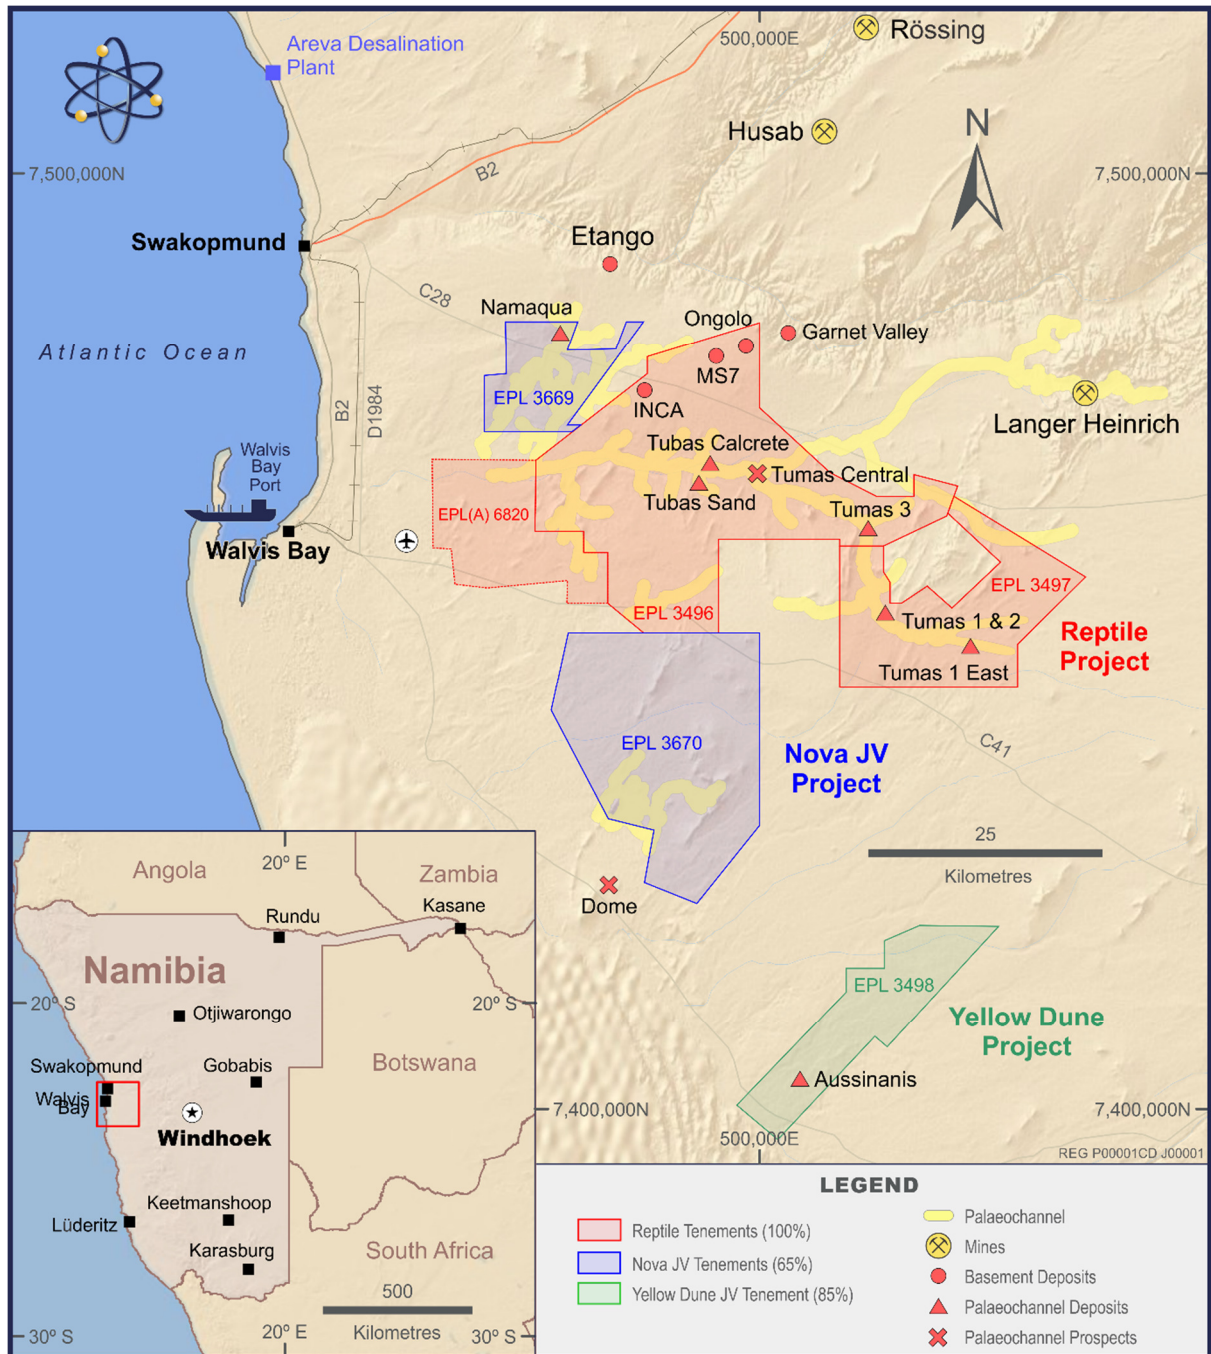 500,000E
Rössing
Areva Desalination
Plant
Husab
N
7,500,000N
7,500,000N
B2
Swakopmund
Etango
C28
Namaqua
Ongolo
Garnet Valley
Atlantic Ocean
MS7
B2
D1984
EPL 3669
INCA
Langer Heinrich
Tubas Calcrete
Walvis
Bay
Port
Tumas Central
Tubas Sand
EPL(A) 6820
Tumas 3
Walvis Bay
EPL 3497
EPL 3496
Tumas 1 & 2
Reptile
Project
Tumas 1 East
EPL 3670
C41
Nova JV
Project
25
Kilometres
Dome
EPL 3498
Yellow Dune
Project
Aussinanis
7,400,000N
7,400,000N
500,000E
REG P00001CD J00001
20° E
Angola
Zambia
Kasane
Rundu
Namibia
20° S
20° S
Otjiwarongo
Swakopmund
Gobabis
Botswana
Walvis
Bay
Windhoek
Keetmanshoop
Lüderitz
Karasburg
South Africa
500
Kilometres
30° S
20° E
30° S
LEGEND
Reptile Tenements (100%)
Nova JV Tenements (65%)
Yellow Dune JV Tenement (85%)
Palaeochannel
Mines
Basement Deposits
Palaeochannel Deposits
Palaeochannel Prospects